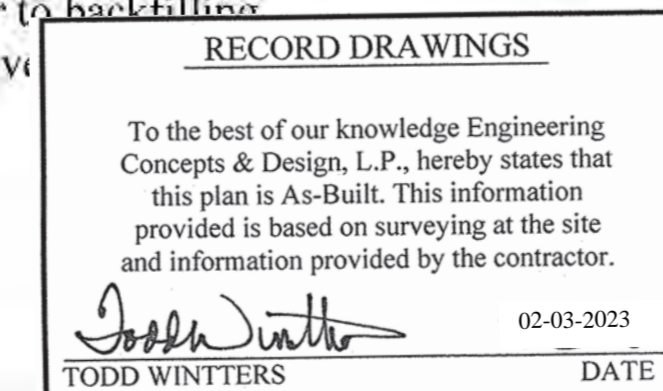 to backfilling
RECORD DRAWINGS
To the best of our knowledge Engineering
Concepts & Design, L.P., hereby states that
this plan is As-Built. This information
provided is based on surveying at the site
and information provided by the contractor.
Todd Wintters
02-03-2023
TODD WINTTERS DATE